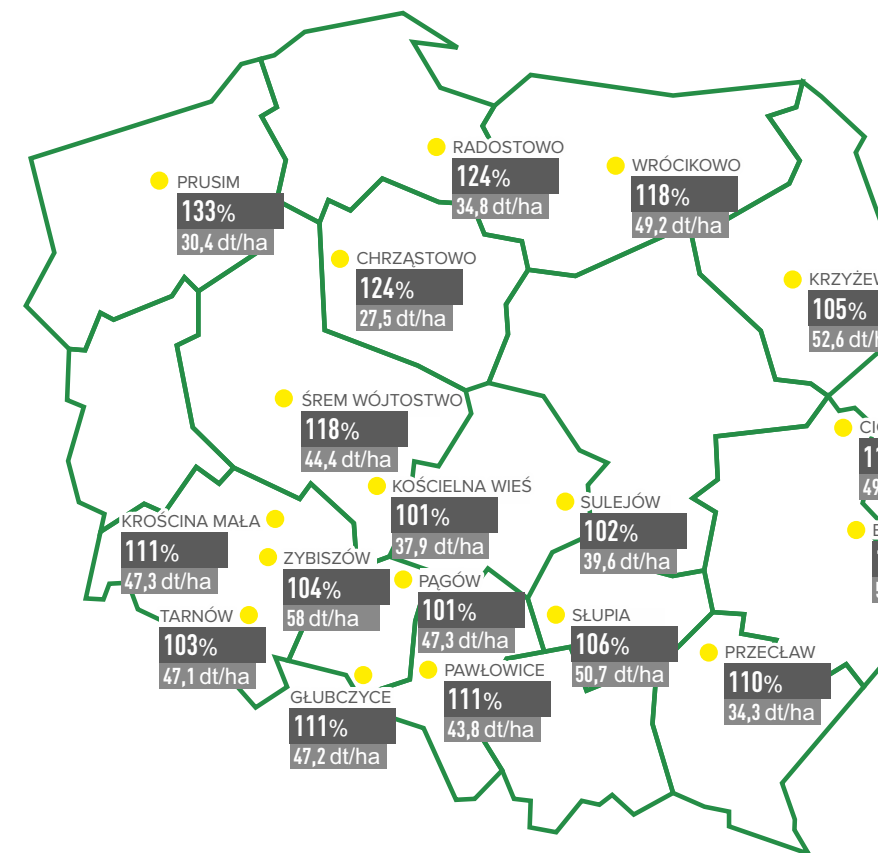 RADOSTOWO
124%
34,8 dt/ha
WRÓCIKOWO
118%
49,2 dt/ha
PRUSIM
133%
30,4 dt/ha
CHRZĄSTOWO
124%
27,5 dt/ha
105%
52,6
ŚREM WÓJTOSTWO
118%
44,4 dt/ha
KOŚCIELNA WIEŚ
101%
37,9 dt/ha
SULEJÓW
102%
39,6 dt/ha
KROŚCINA MAŁA
111%
47,3 dt/ha
ZYBISZÓW
104%
58 dt/ha
PĄGÓW
101%
47,3 dt/ha
TARNÓW
103%
47,1 dt/ha
SŁUPIA
106%
50,7 dt/ha
PRZECŁAW
110%
34,3 dt/ha
PAWŁOWICE
111%
43,8 dt/ha
GŁUBCZYCE
111%
47,2 dt/ha